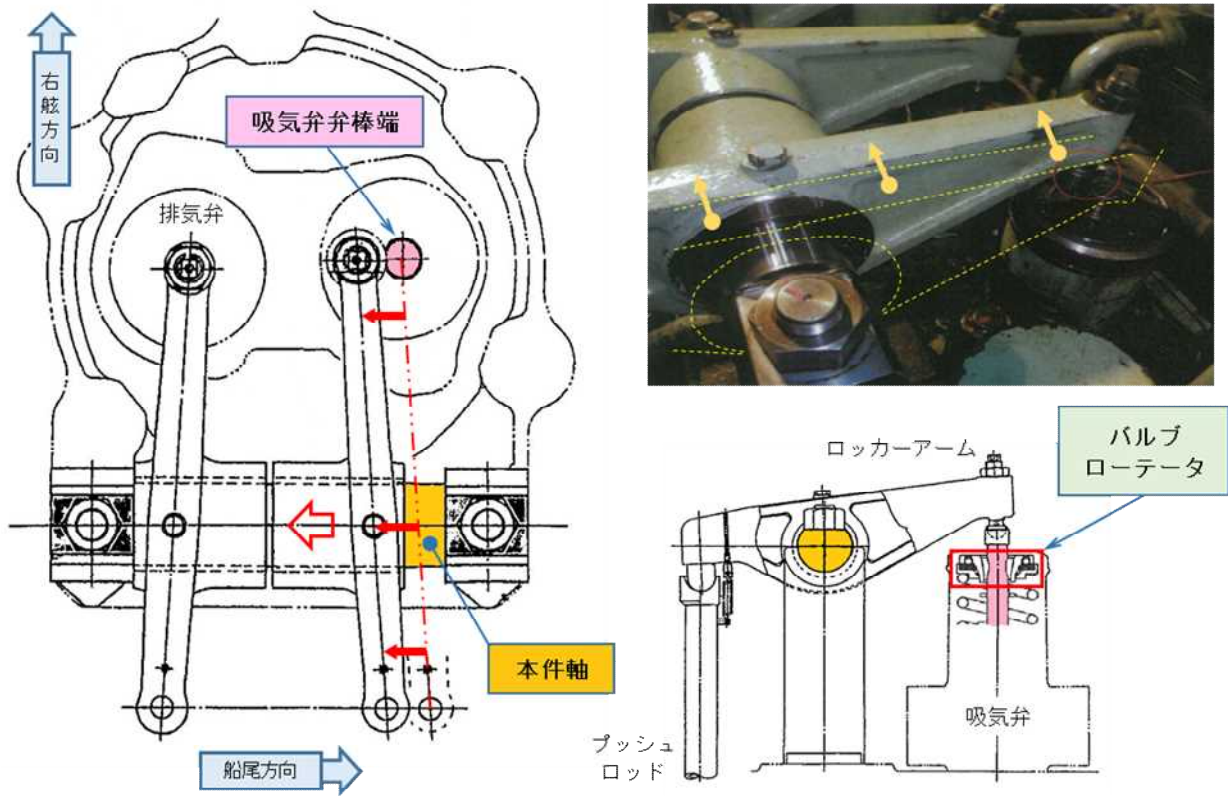 右舷方向
吸気弁弁棒端
排気弁
本件軸
船尾方向
ロッカーアーム
バルブ
ローテータ
プッシュ
ロッド
吸気弁